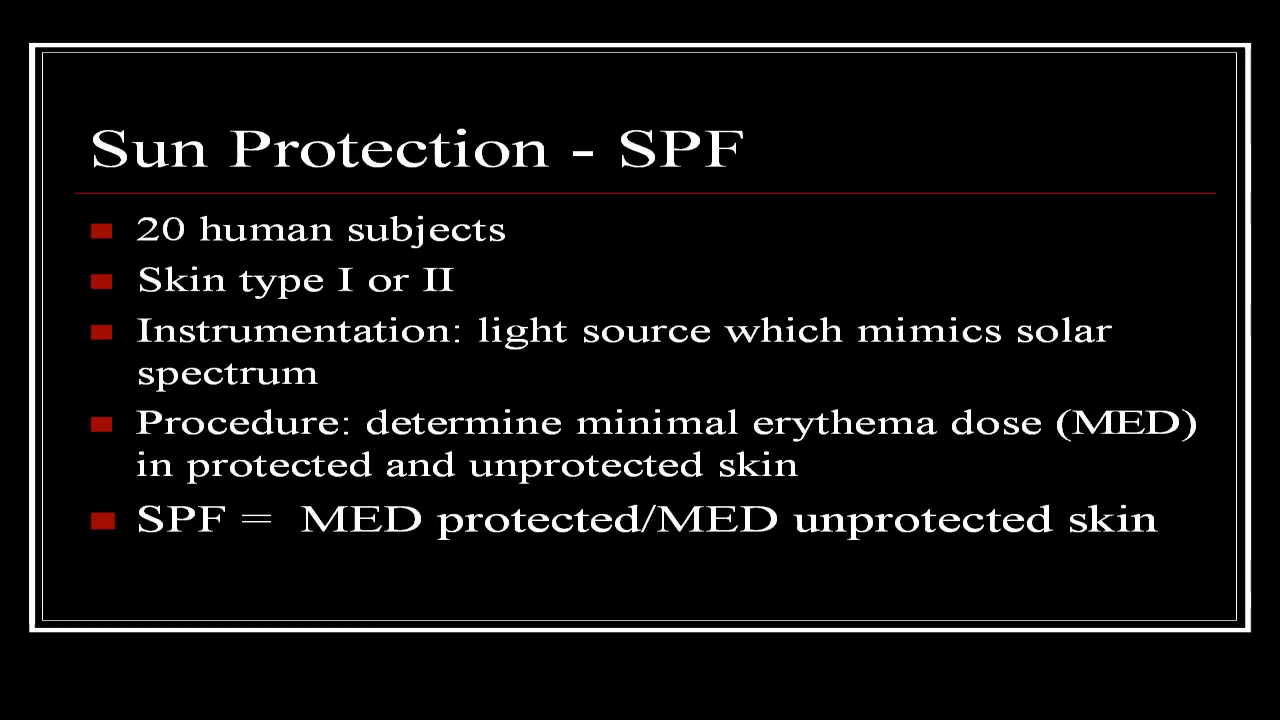 Sun Protection - SPF
20 human subjects
Skin type I or II
Instrumentation: light source which mimics solar
spectrum
Procedure: determine minimal erythema dose (MED)
in protected and unprotected skin
SPF = MED protected/MED unprotected skin